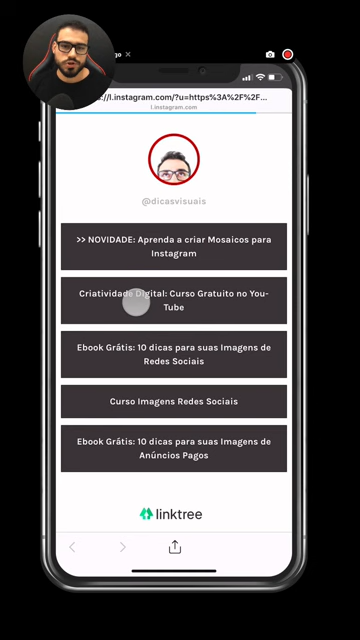 go ×
s://l.instagram.com/?u=https%3A%2F%2F...
l.instagram.com
@dicasvisuais
>> NOVIDADE: Aprenda a criar Mosaicos para
Instagram
Criatividade Digital: Curso Gratuito no You-
Tube
Ebook Grátis: 10 dicas para suas Imagens de
Redes Sociais
Curso Imagens Redes Sociais
Ebook Grátis: 10 dicas para suas Imagens de
Anúncios Pagos
linktree